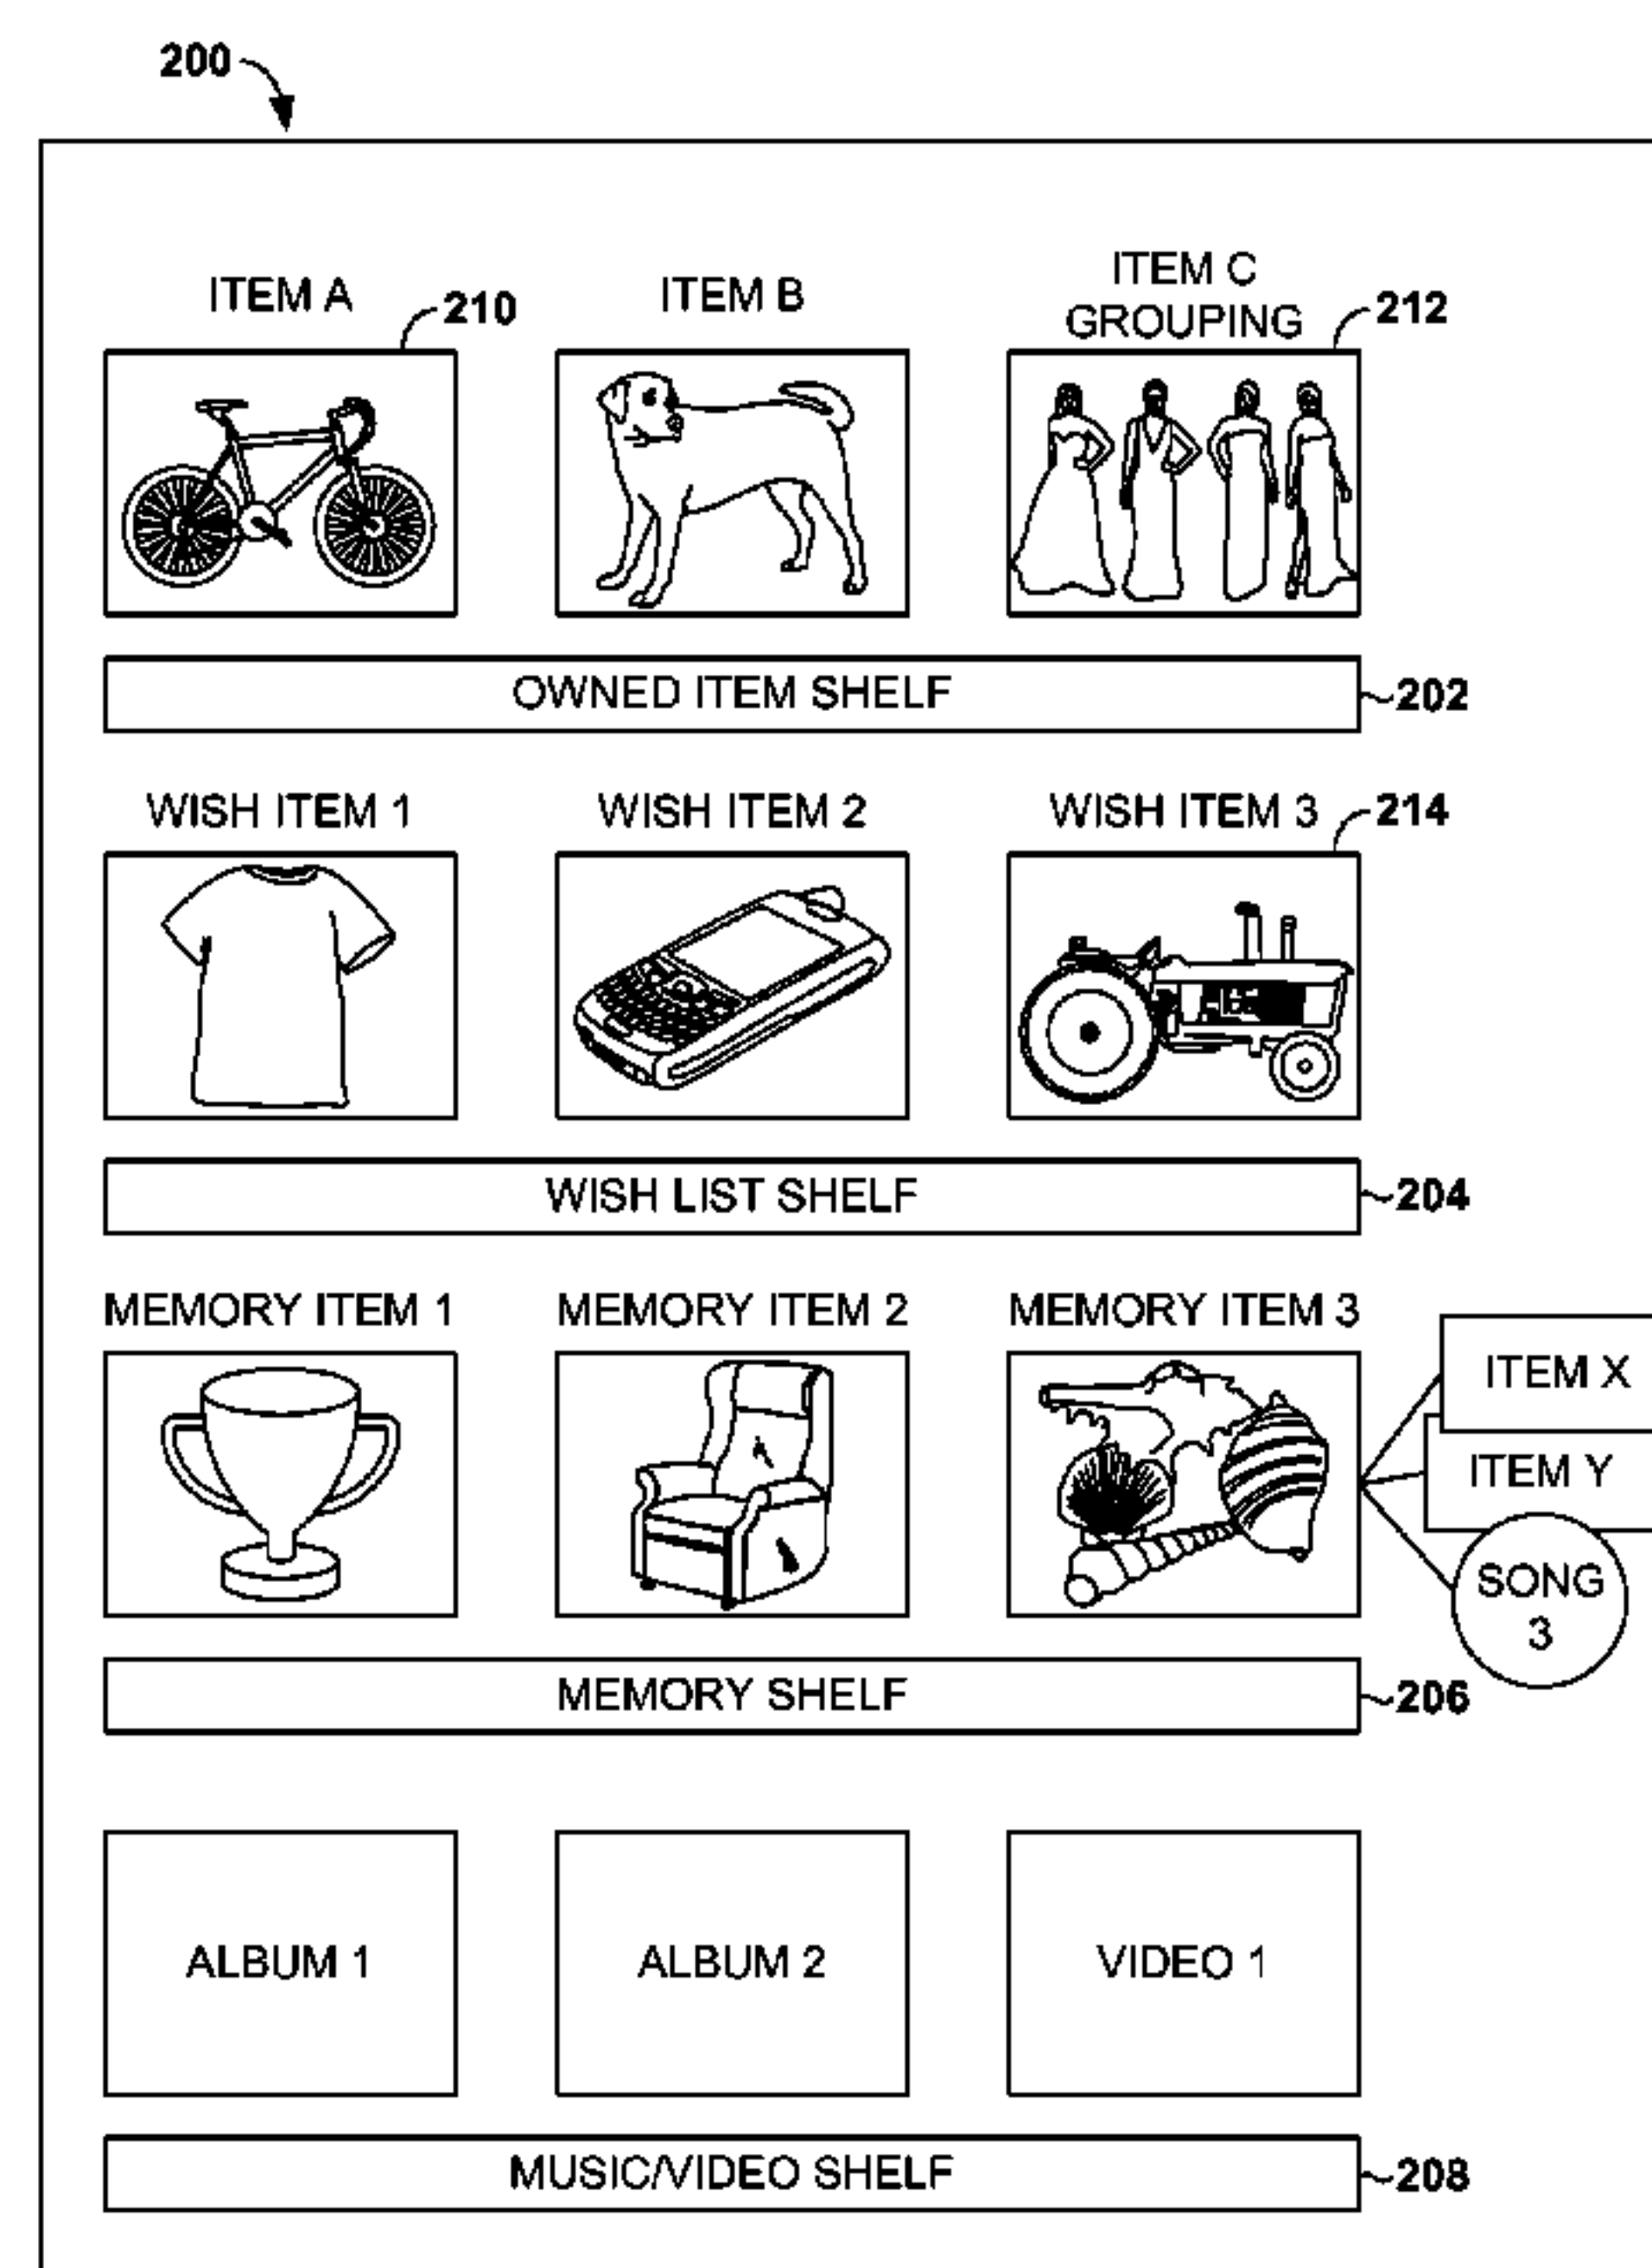 200
ITEM A
210
ITEM B
ITEM C
GROUPING
212
OWNED ITEM SHELF
202
WISH ITEM 1
WISH ITEM 2
WISH ITEM 3
214
WISH LIST SHELF
204
MEMORY ITEM 1
MEMORY ITEM 2
MEMORY ITEM 3
ITEM X
ITEM Y
SONG
3
MEMORY SHELF
206
ALBUM 1
ALBUM 2
VIDEO 1
MUSIC/VIDEO SHELF
208